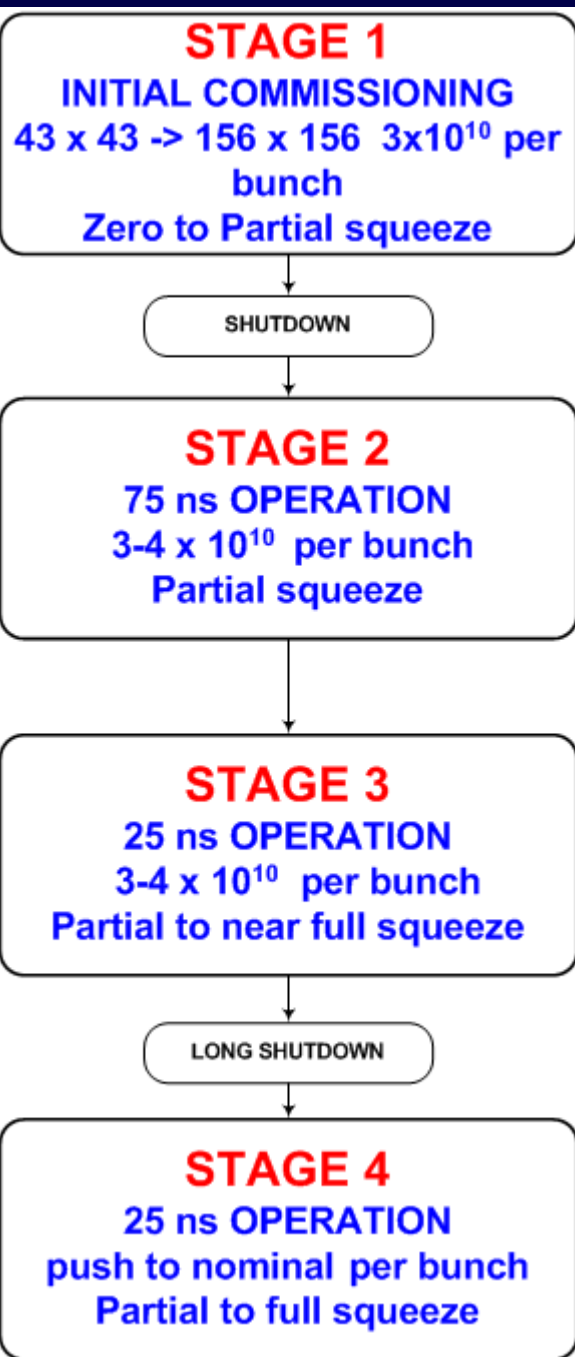 STAGE 1
INITIAL COMMISSIONING
43 x 43 -> 156 x 156 3x10¹⁰ per
bunch
Zero to Partial squeeze
SHUTDOWN
STAGE 2
75 ns OPERATION
3-4 x 10¹⁰ per bunch
Partial squeeze
STAGE 3
25 ns OPERATION
3-4 x 10¹⁰ per bunch
Partial to near full squeeze
LONG SHUTDOWN
STAGE 4
25 ns OPERATION
push to nominal per bunch
Partial to full squeeze